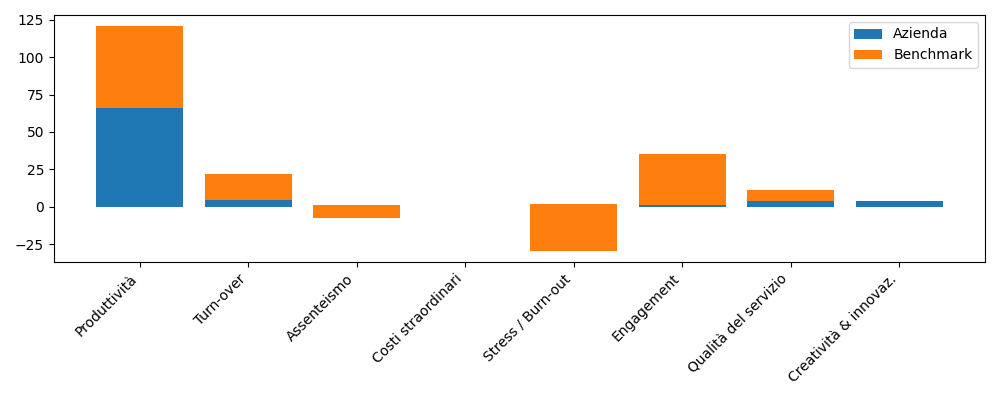 125
100
75
50
25
0
−25
Azienda
Benchmark
Produttività
Turn-over
Assenteismo
Costi straordinari
Stress / Burn-out
Engagement
Qualità del servizio
Creatività & innovaz.